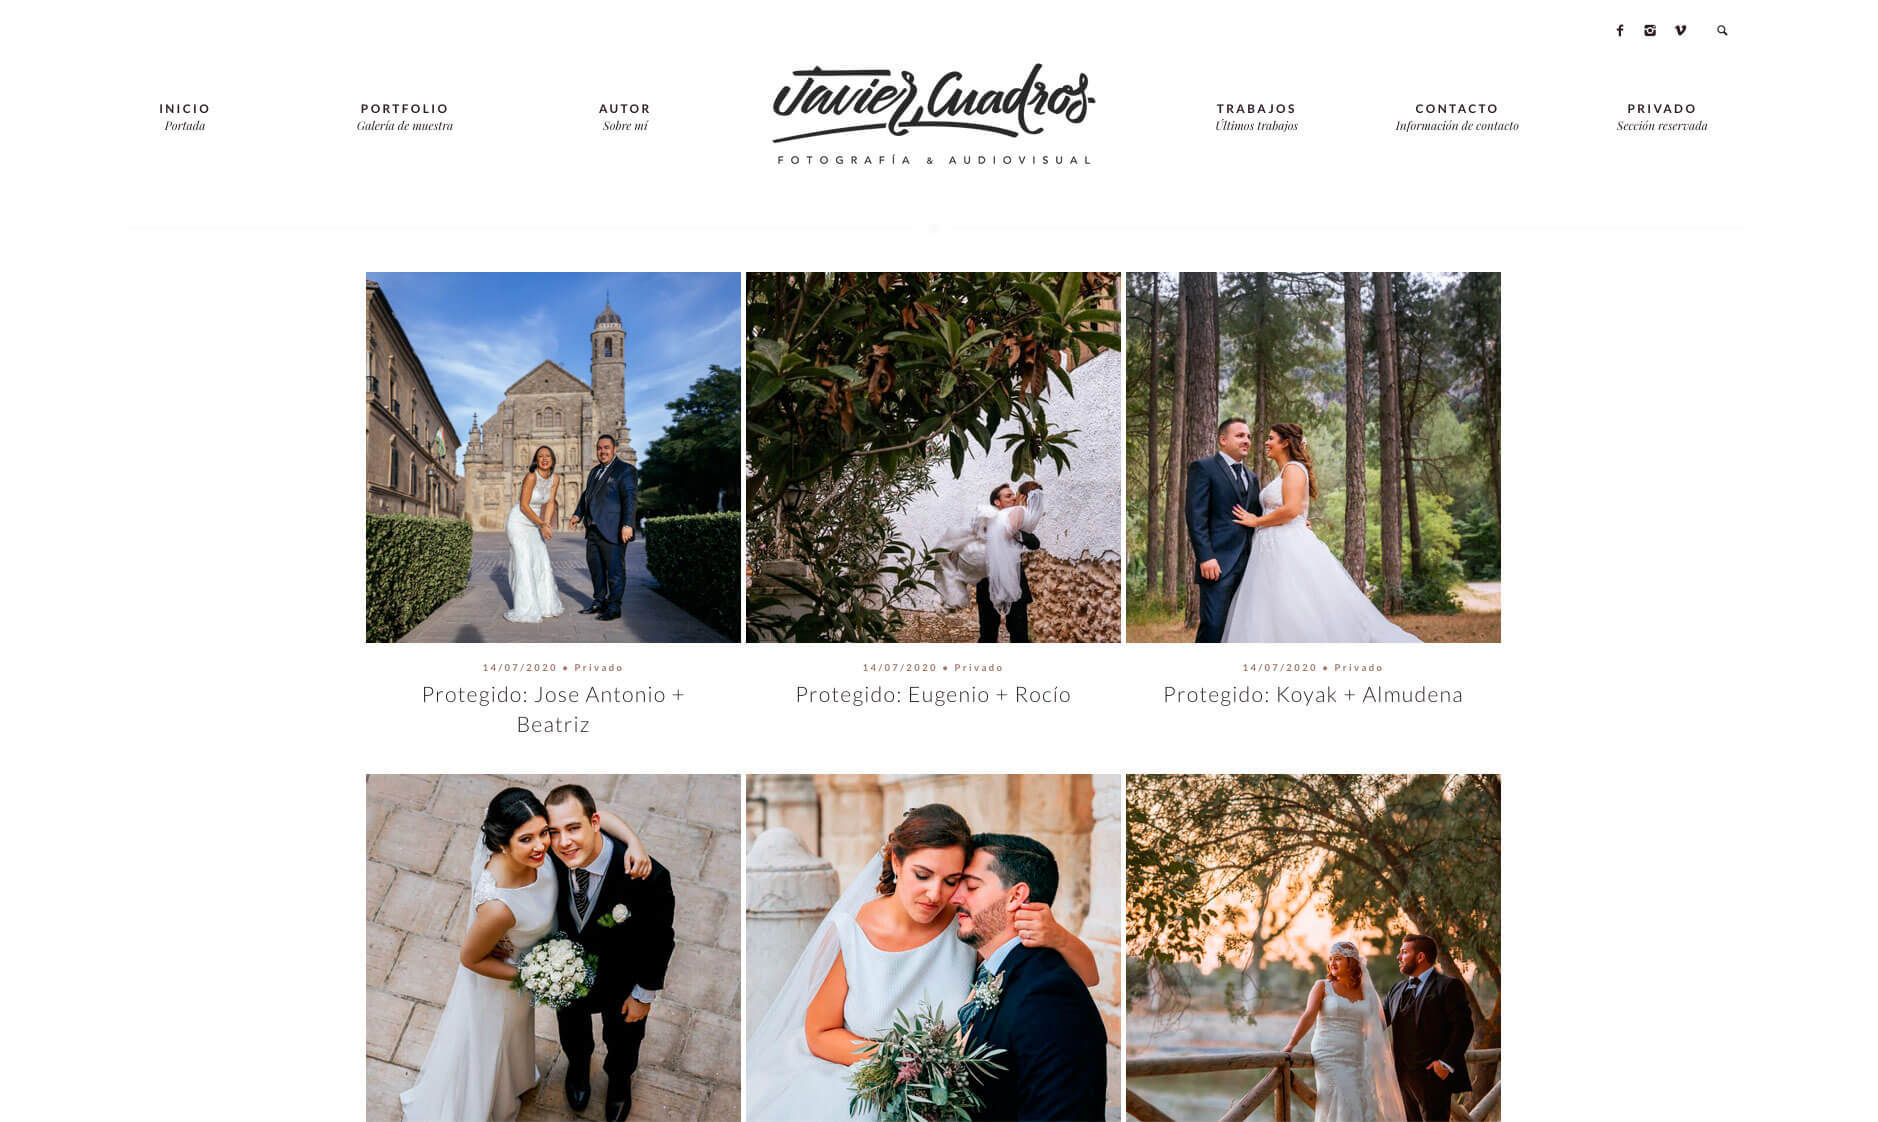 INICIO
Portada
PORTFOLIO
Galería de muestra
AUTOR
Sobre mí
Javier Cuadros
FOTOGRAFÍA & AUDIOVISUAL
TRABAJOS
Últimos trabajos
CONTACTO
Información de contacto
PRIVADO
Sección reservada
14/07/2020 • Privado
Protegido: Jose Antonio +
Beatriz
14/07/2020 • Privado
Protegido: Eugenio + Rocío
14/07/2020 • Privado
Protegido: Koyak + Almudena